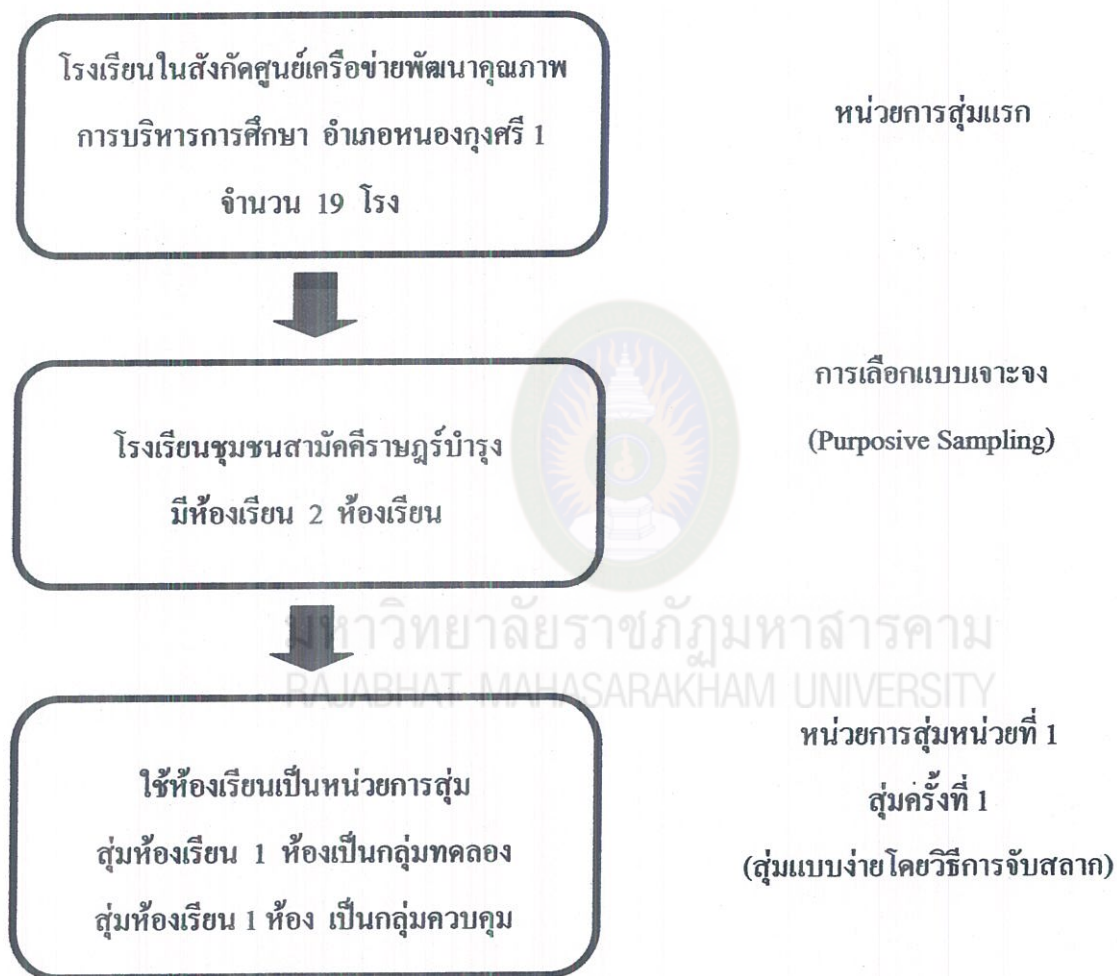 โรงเรียนในสังกัดศูนย์เครือข่ายพัฒนาคุณภาพ
การบริหารการศึกษา อำเภอหนองกุงศรี 1
จำนวน 19 โรง
หน่วยการสุ่มแรก
โรงเรียนชุมชนสามัคคีราษฎร์บำรุง
มีห้องเรียน 2 ห้องเรียน
การเลือกแบบเจาะจง
(Purposive Sampling)
มหาวิทยาลัยราชภัฏมหาสารคาม
RAJABHAT MAHASARAKHAM UNIVERSITY
ใช้ห้องเรียนเป็นหน่วยการสุ่ม
สุ่มห้องเรียน 1 ห้องเป็นกลุ่มทดลอง
สุ่มห้องเรียน 1 ห้อง เป็นกลุ่มควบคุม
หน่วยการสุ่มหน่วยที่ 1
สุ่มครั้งที่ 1
(สุ่มแบบง่ายโดยวิธีการจับสลาก)